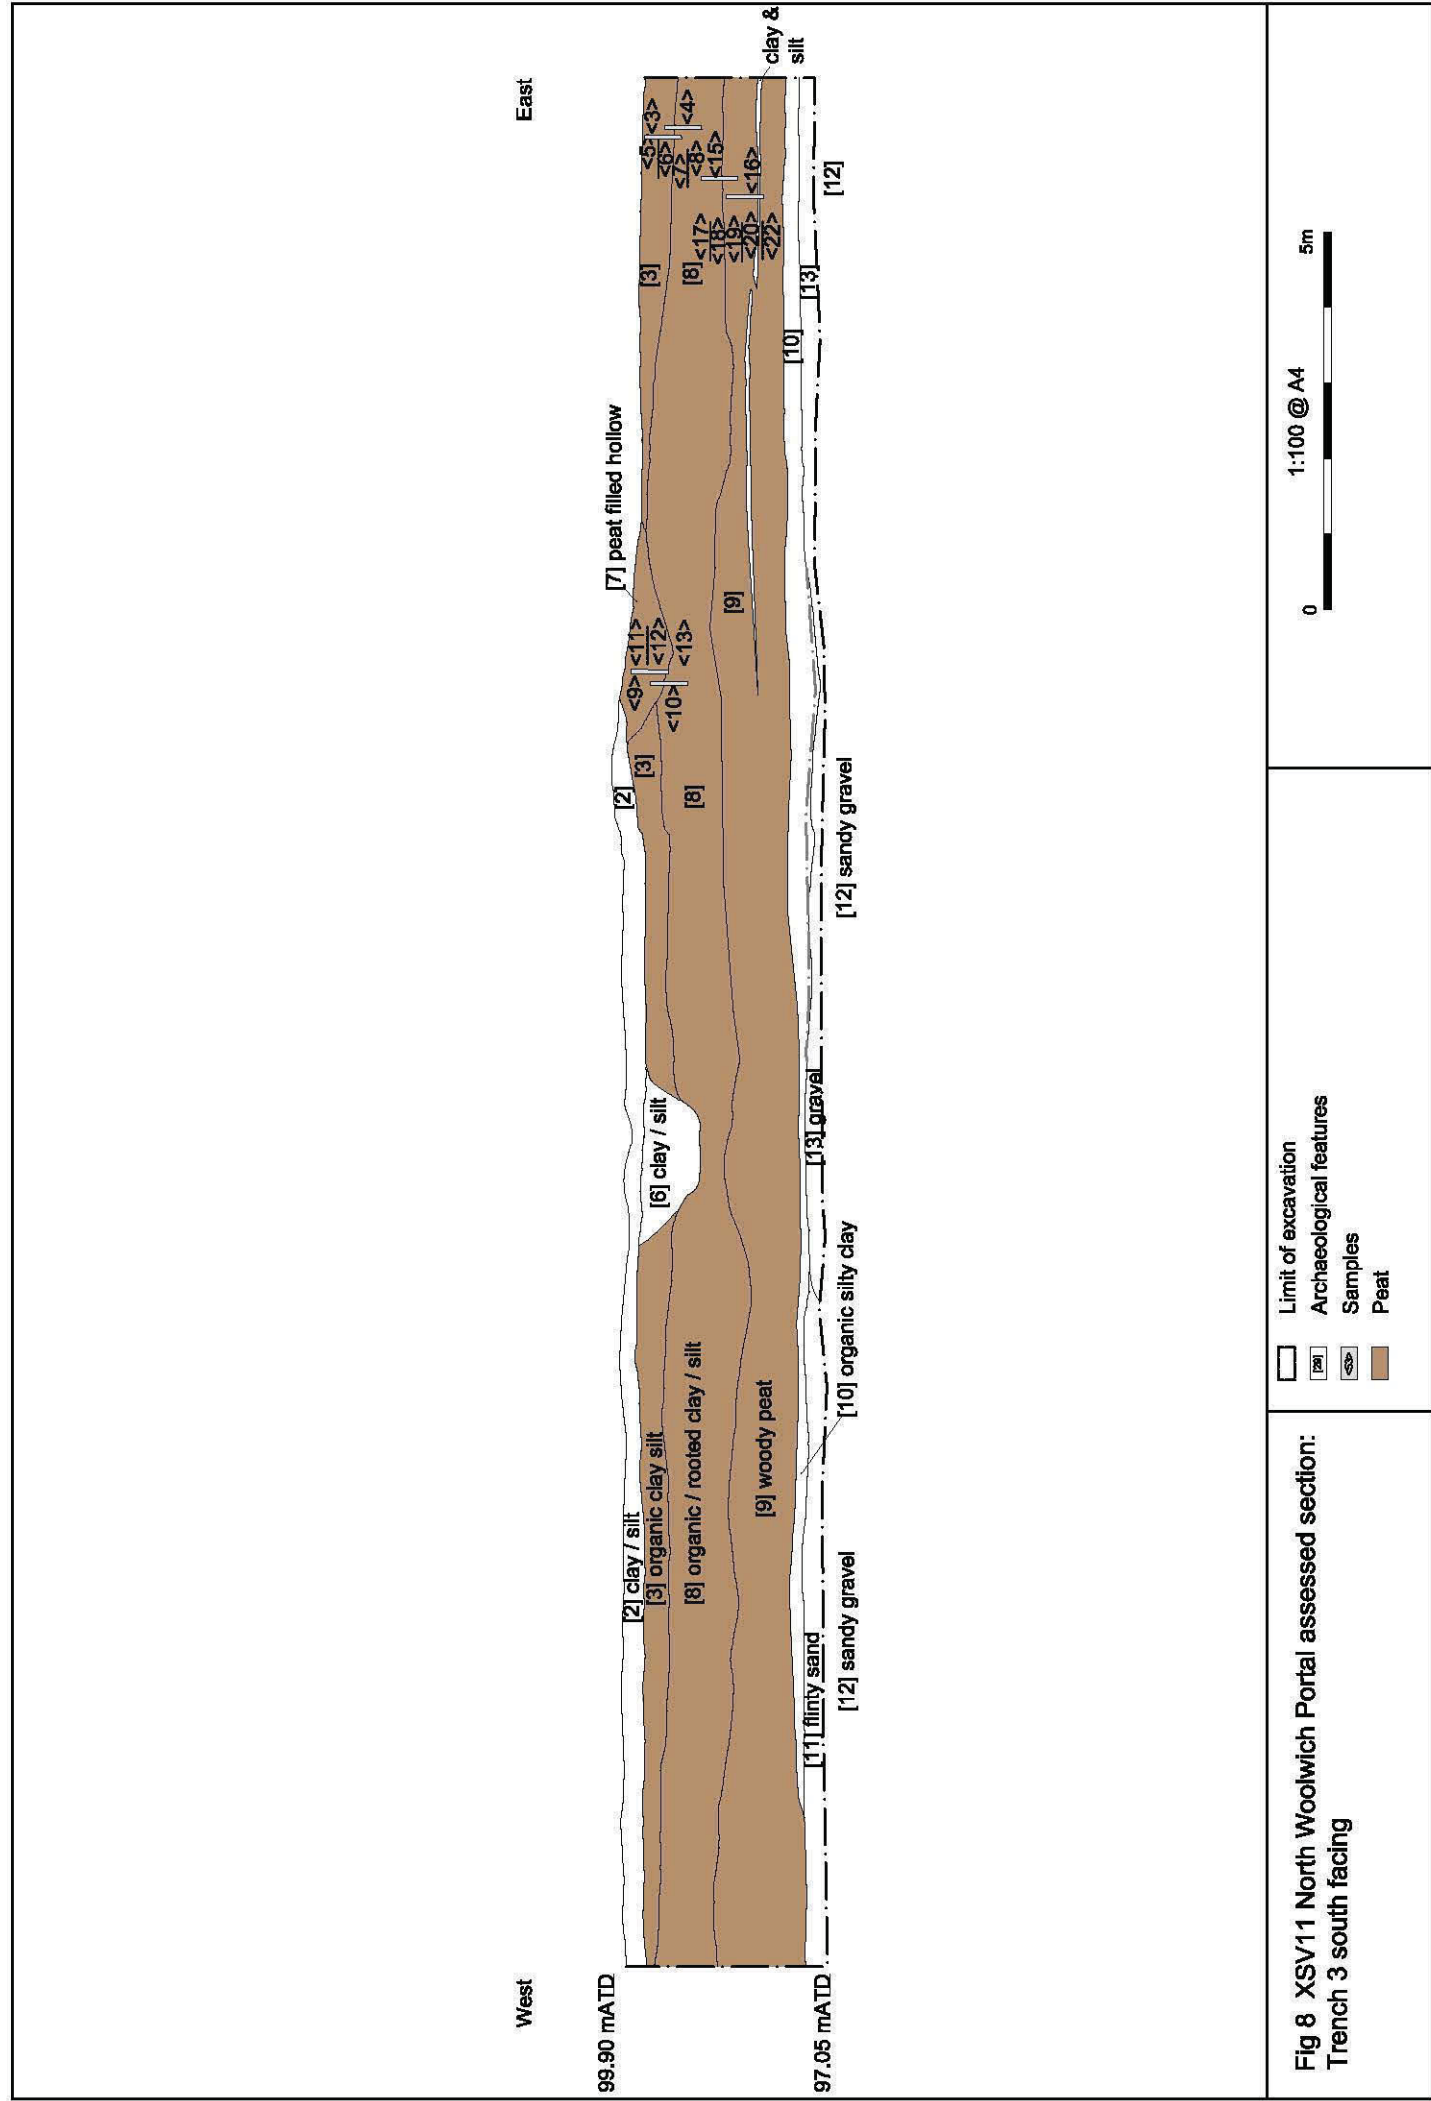 West
East
99.90 mATD
97.05 mATD
[2] clay / silt
[3] organic clay silt
[8] organic / rooted clay / silt
[9] woody peat
[11] flinty sand
[12] sandy gravel
[10] organic silty clay
[6] clay / silt
[13] gravel
[12] sandy gravel
[2]
[3]
[8]
<9>
<10>
<11>
<12>
<13>
[7] peat filled hollow
[9]
[3]
[8]
[10]
[13]
[12]
<17>
<18>
<19>
<20>
<22>
<5>
<6>
<7>
<8>
<3>
<4>
<15>
<16>
clay &
silt
Fig 8 XSV11 North Woolwich Portal assessed section:
Trench 3 south facing
Limit of excavation
[29] Archaeological features
<53> Samples
Peat
1:100 @ A4
0 5m